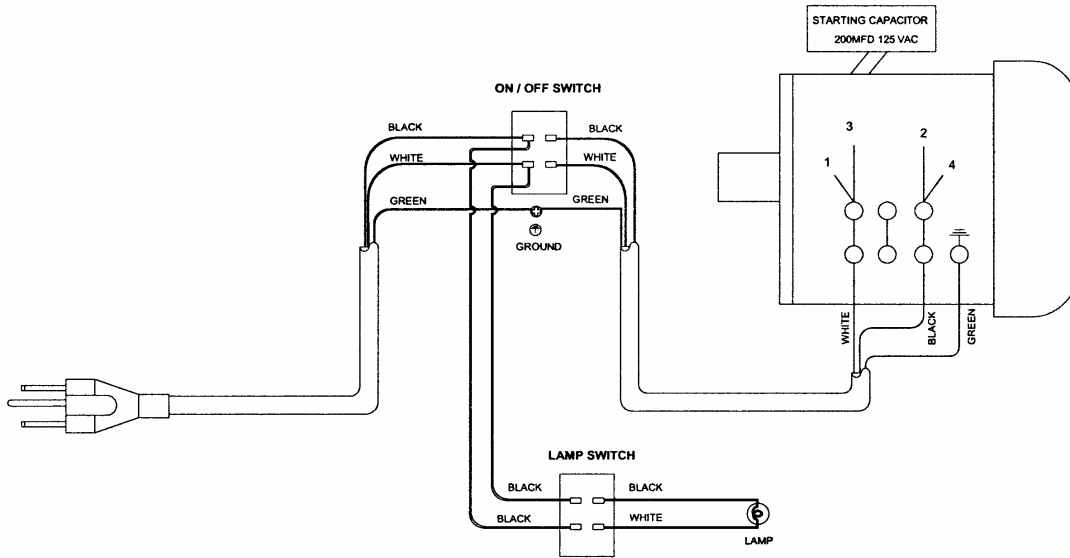 STARTING CAPACITOR
200MFD 125 VAC
ON / OFF SWITCH
BLACK
BLACK
WHITE
WHITE
GREEN
GREEN
GROUND
3
2
1
4
WHITE
BLACK
GREEN
LAMP SWITCH
BLACK
BLACK
BLACK
WHITE
LAMP